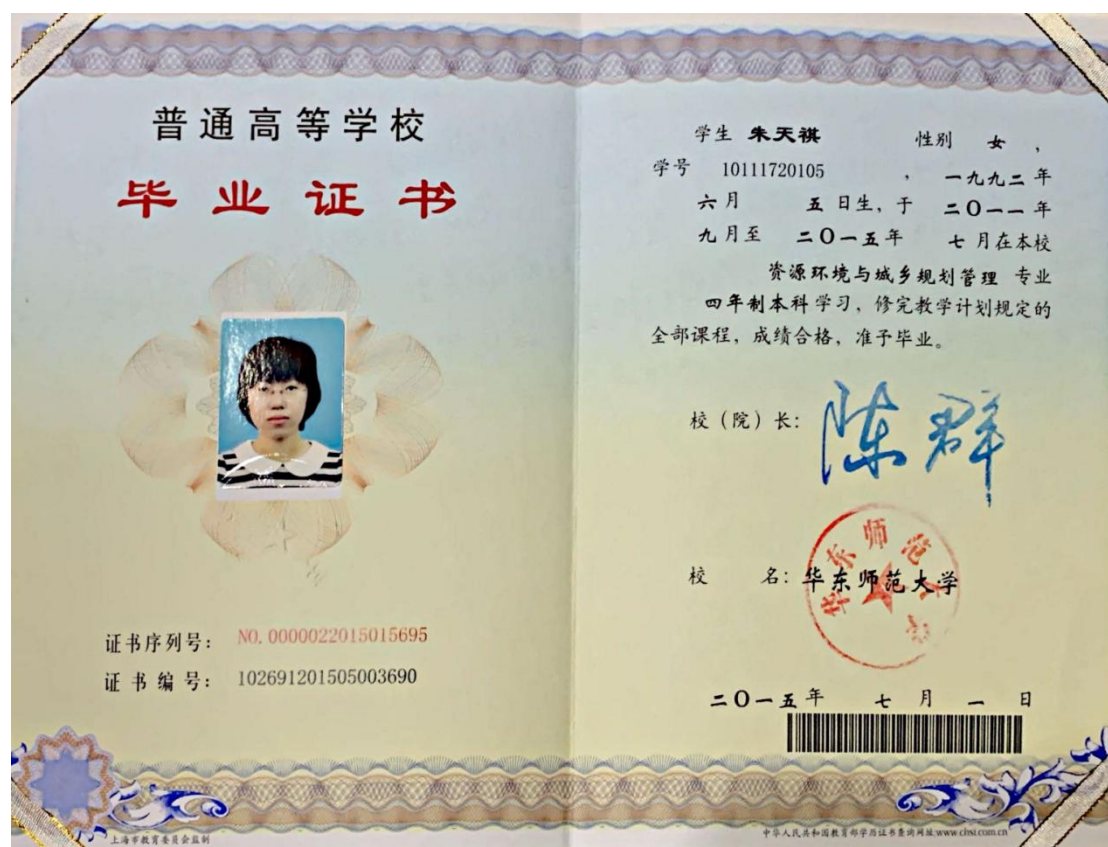 普通高等学校
毕业证书
证书序列号: NO. 0000022015015695
证书编号: 102691201505003690
上海市教育委员会监制
学生 朱天祺 性别 女,
学号 10111720105 , 一九九二年
六月 五日生, 于 二〇一一年
九月至 二〇一五年 七月在本校
资源环境与城乡规划管理 专业
四年制本科学习, 修完教学计划规定的
全部课程, 成绩合格, 准予毕业。
校(院)长: 陈群
校 名: 华东师范大学
华东师范大学
二〇一五年 七月一日
中华人民共和国教育部学历证书查询网址:www.chsi.com.cn